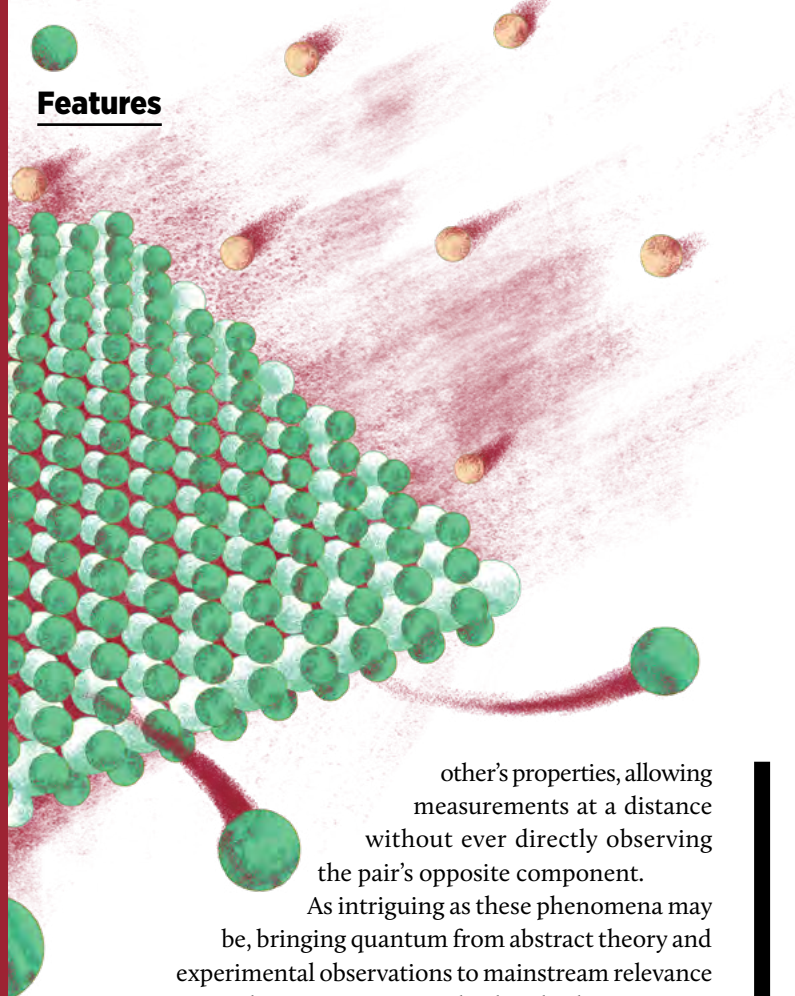 Features
other's properties, allowing
measurements at a distance
without ever directly observing
the pair's opposite component.
As intriguing as these phenomena may
be, bringing quantum from abstract theory and
experimental observations to mainstream relevance